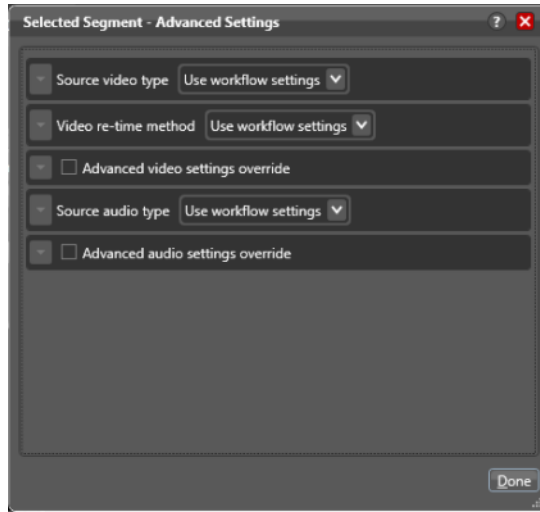 Selected Segment - Advanced Settings ?
Source video type Use workflow settings
Video re-time method Use workflow settings
Advanced video settings override
Source audio type Use workflow settings
Advanced audio settings override
Done